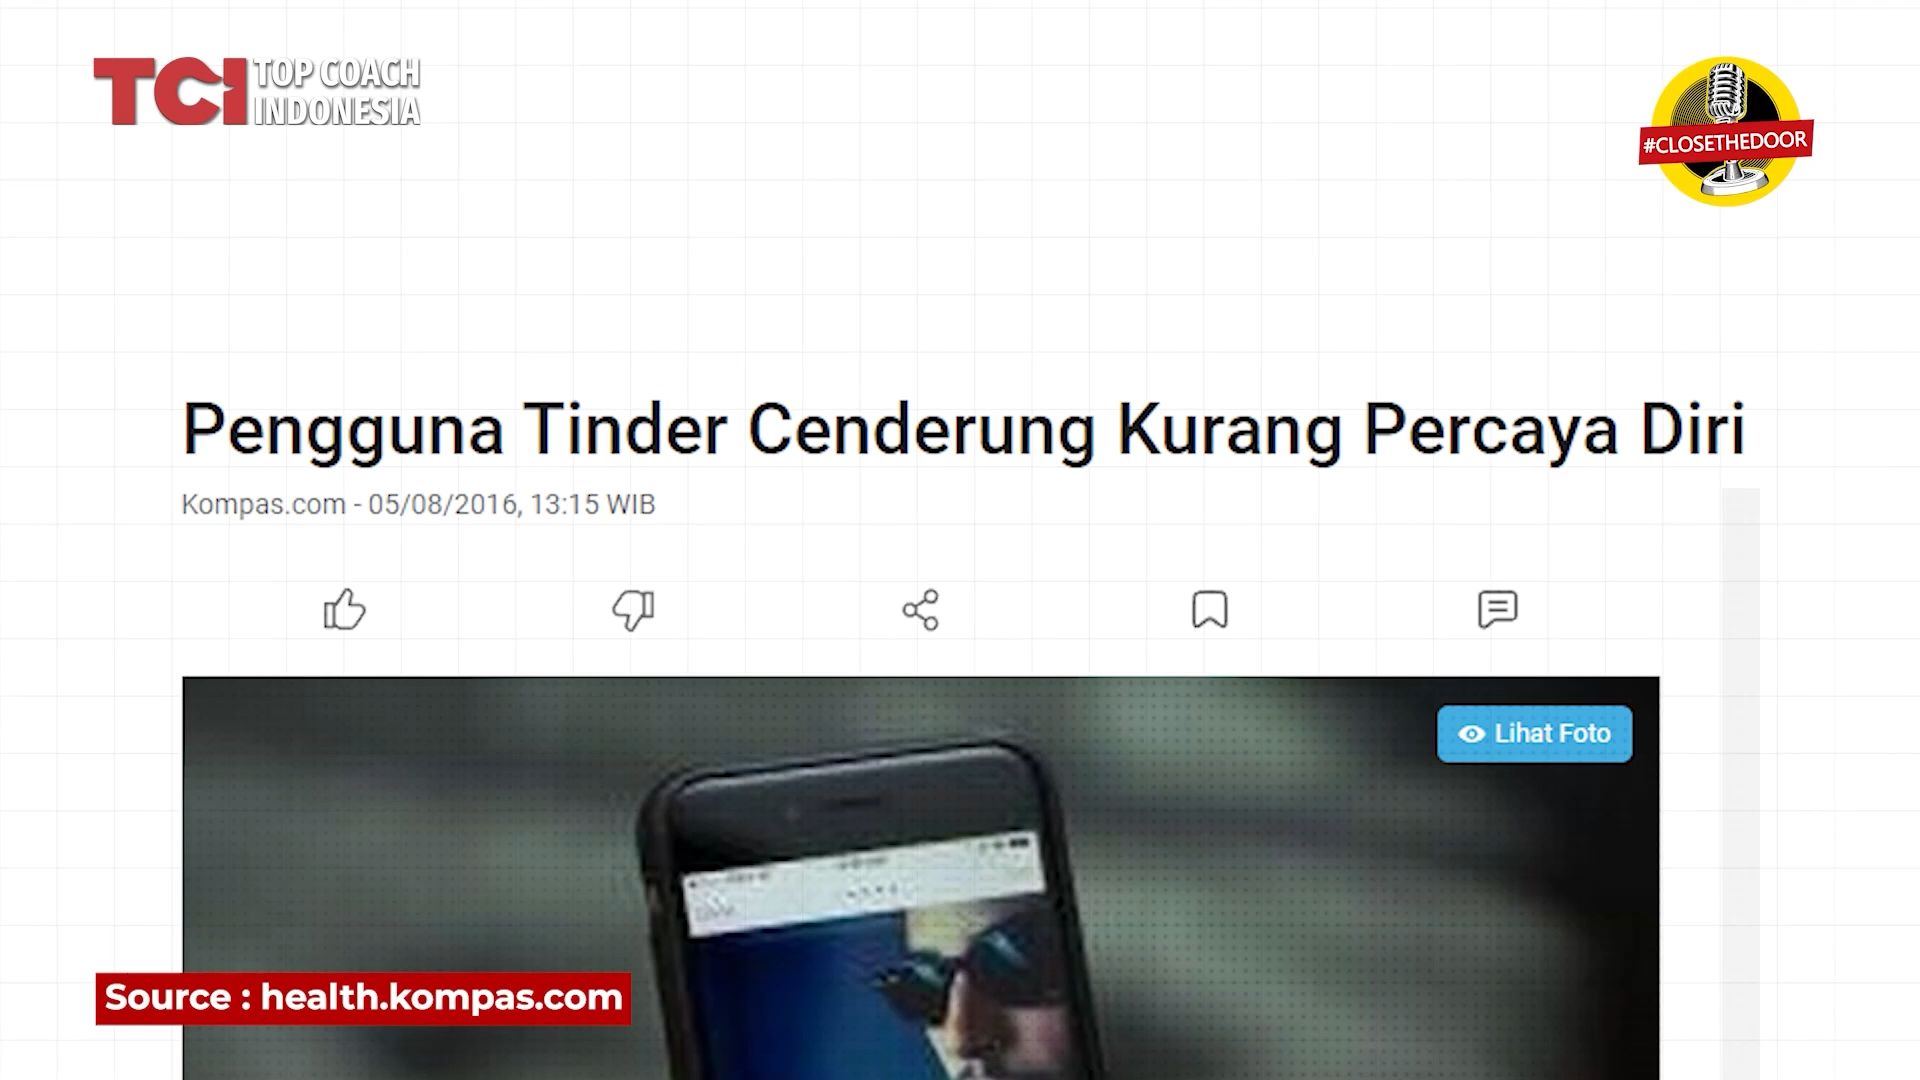 TCI TOP COACH
INDONESIA
#CLOSETHEDOOR
Pengguna Tinder Cenderung Kurang Percaya Diri
Kompas.com - 05/08/2016, 13:15 WIB
Lihat Foto
Source : health.kompas.com